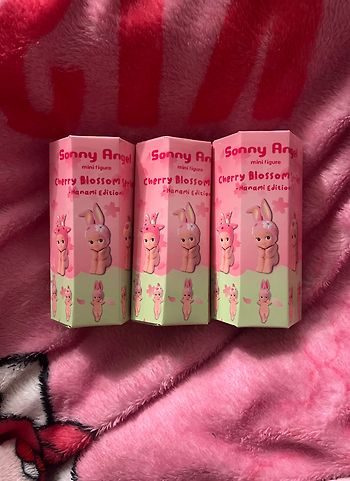 Sonny Angel
mini figure
Cherry Blossom
-Hanami Edition-
Sonny Ang
mini figure
Cherry Blossom
-Hanami Edition
Sonny Ang
mini figure
Cherry Blossom
-Hanami Edition